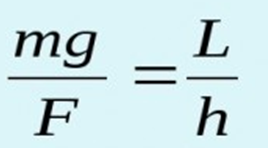 mg/F = L/h